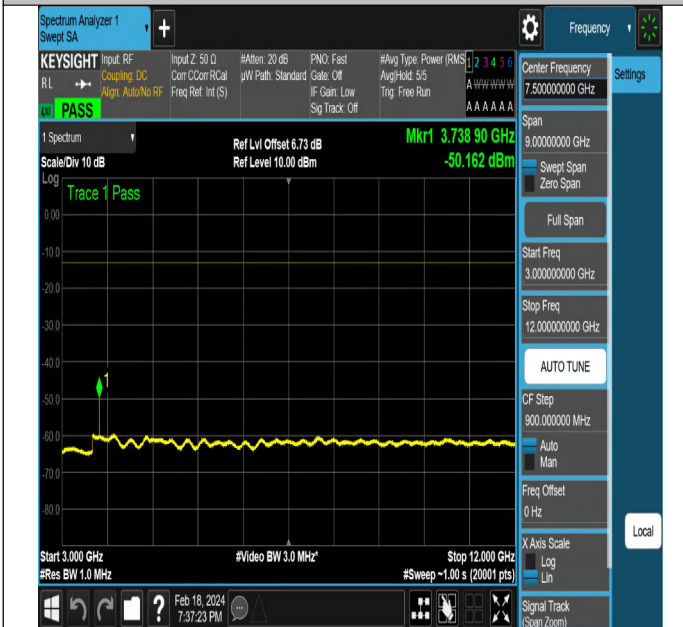 Spectrum Analyzer 1
Swept SA
Frequency
KEYSIGHT
RL
LXI PASS
Input: RF
Coupling: DC
Align: Auto/No RF
Input Z: 50 Ω
Corr CCorr RCal
Freq Ref: Int (S)
#Atten: 20 dB
µW Path: Standard
PNO: Fast
Gate: Off
IF Gain: Low
Sig Track: Off
#Avg Type: Power (RMS
Avg|Hold: 5/5
Trig: Free Run
1 2 3 4 5 6
A W W W W W
A A A A A A
1 Spectrum
Scale/Div 10 dB
Log
Ref Lvl Offset 6.73 dB
Ref Level 10.00 dBm
Mkr1 3.738 90 GHz
-50.162 dBm
Trace 1 Pass
0.00
-10.0
-20.0
-30.0
-40.0
1
-50.0
-60.0
-70.0
-80.0
Start 3.000 GHz
#Res BW 1.0 MHz
#Video BW 3.0 MHz*
Stop 12.000 GHz
#Sweep ~1.00 s (20001 pts)
Feb 18, 2024
7:37:23 PM
?
Center Frequency
7.500000000 GHz
Span
9.00000000 GHz
Swept Span
Zero Span
Full Span
Start Freq
3.000000000 GHz
Stop Freq
12.000000000 GHz
AUTO TUNE
CF Step
900.000000 MHz
Auto
Man
Freq Offset
0 Hz
X Axis Scale
Log
Lin
Signal Track
(Span Zoom)
Settings
Local